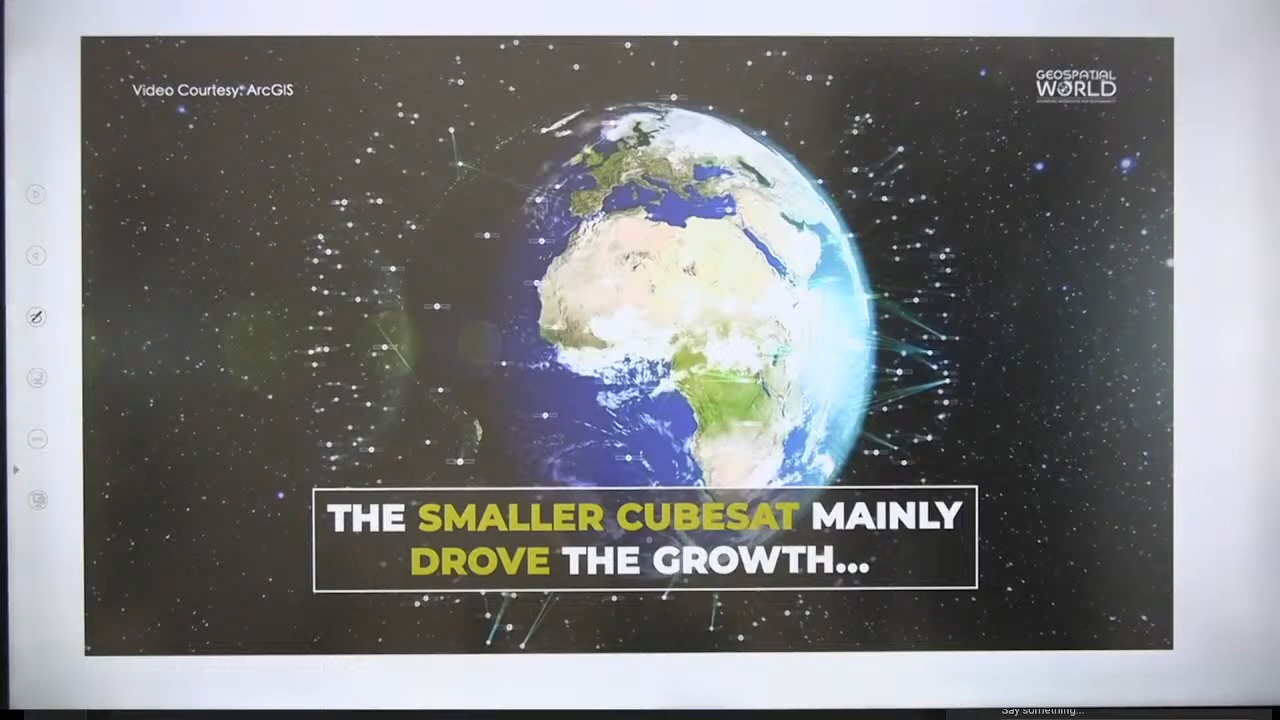 Video Courtesy: ArcGIS
GEOSPATIAL
WORLD
THE SMALLER CUBESAT MAINLY
DROVE THE GROWTH...
Say something...